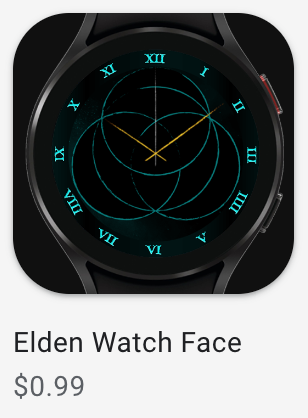 XII
I
II
III
IIII
V
VI
VII
VIII
IX
X
XI
Elden Watch Face
$0.99